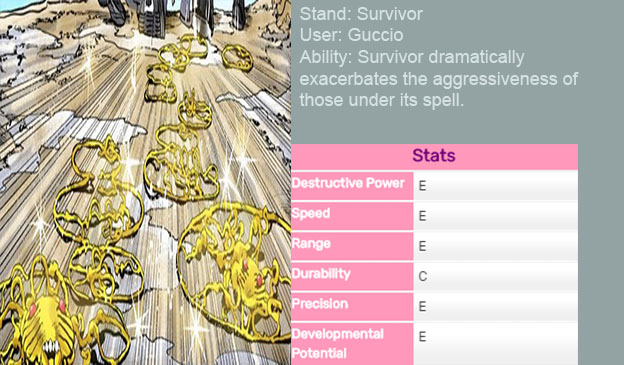 Stand: Survivor
User: Guccio
Ability: Survivor dramatically
exacerbates the aggressiveness of
those under its spell.
Stats
Destructive Power E
Speed E
Range E
Durability C
Precision E
Developmental
Potential E